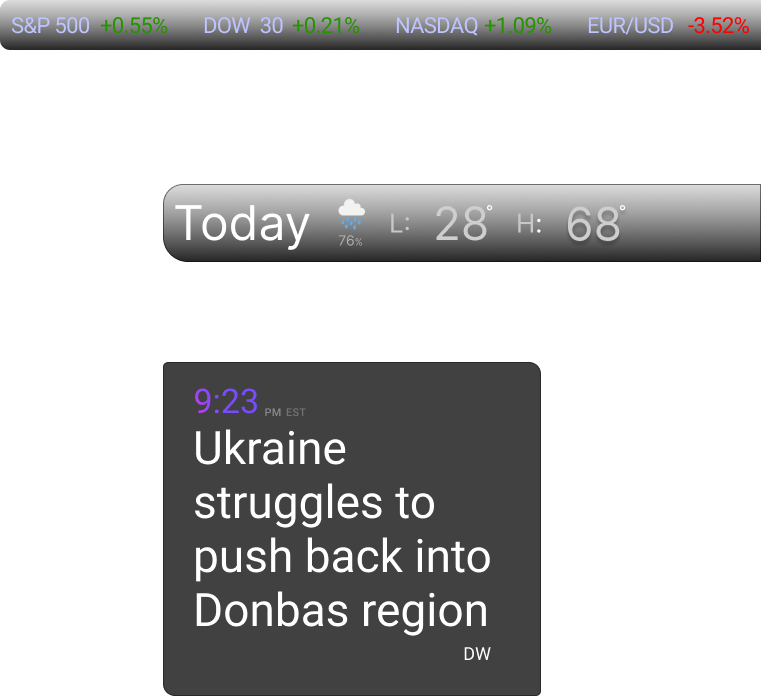 S&P 500 +0.55% DOW 30 +0.21% NASDAQ +1.09% EUR/USD -3.52%
Today 76% L: 28° H: 68°
9:23 PM EST
Ukraine
struggles to
push back into
Donbas region
DW